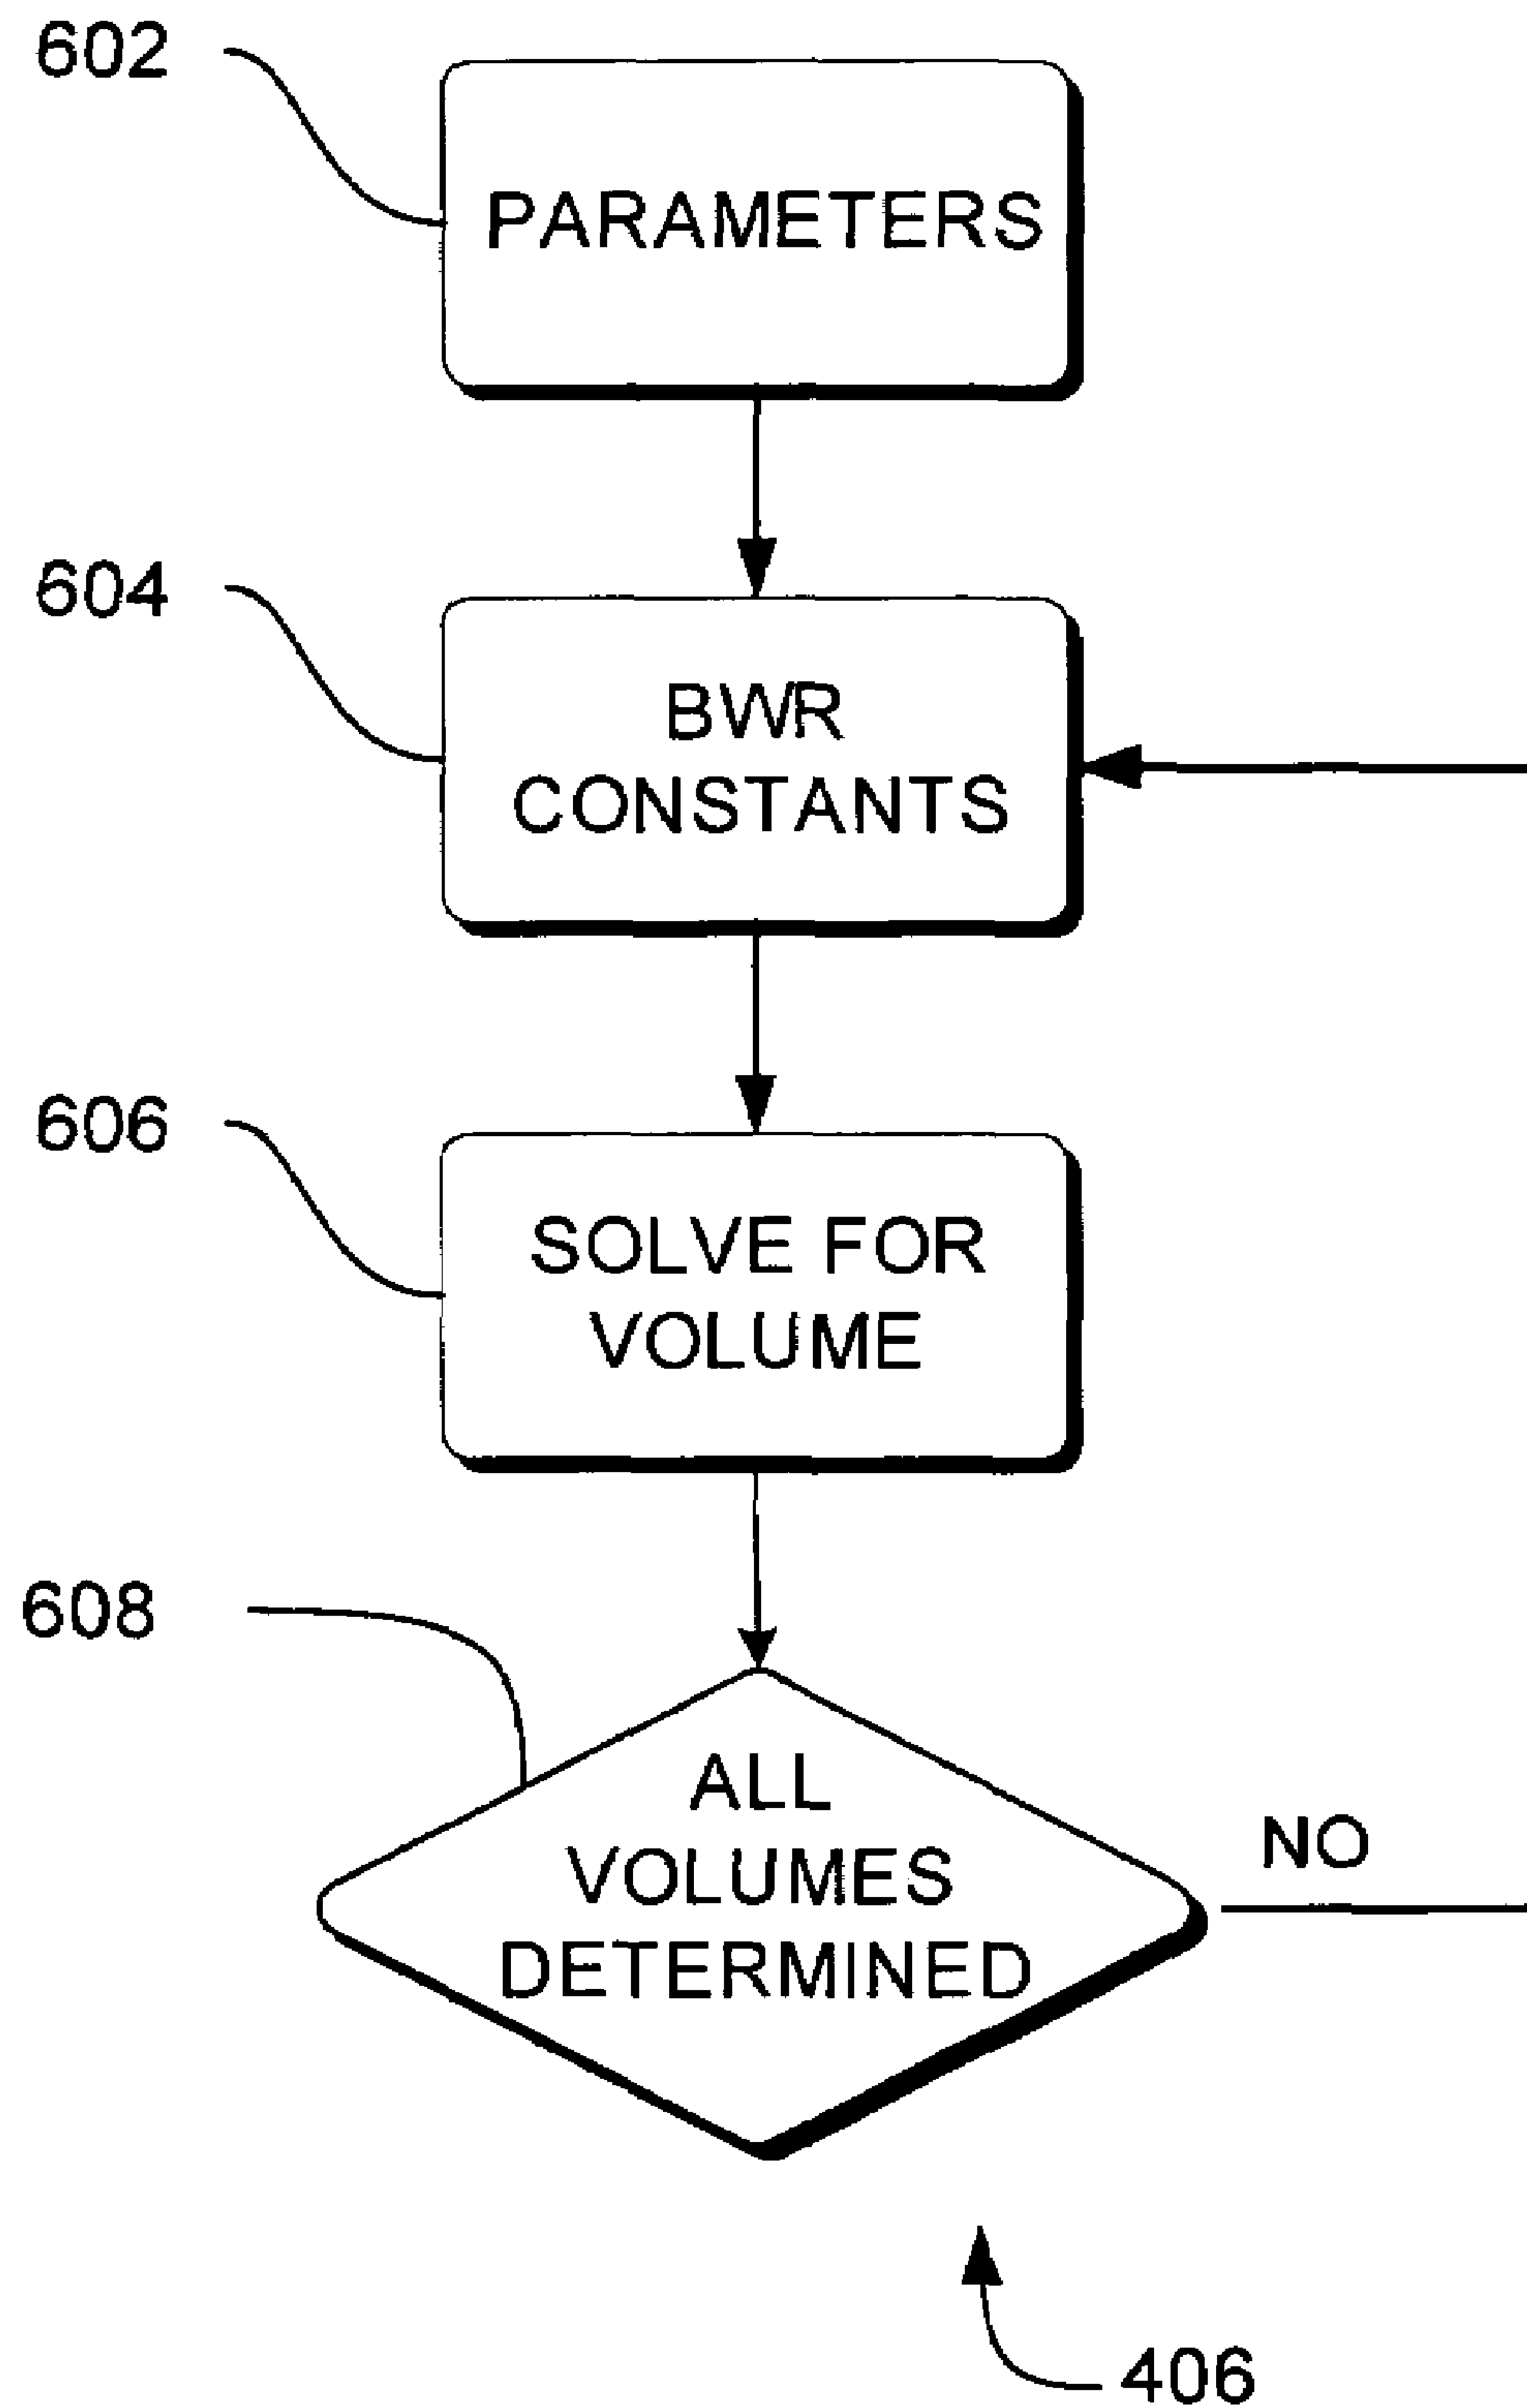 602
PARAMETERS
604
BWR
CONSTANTS
606
SOLVE FOR
VOLUME
608
ALL
VOLUMES
DETERMINED
NO
406